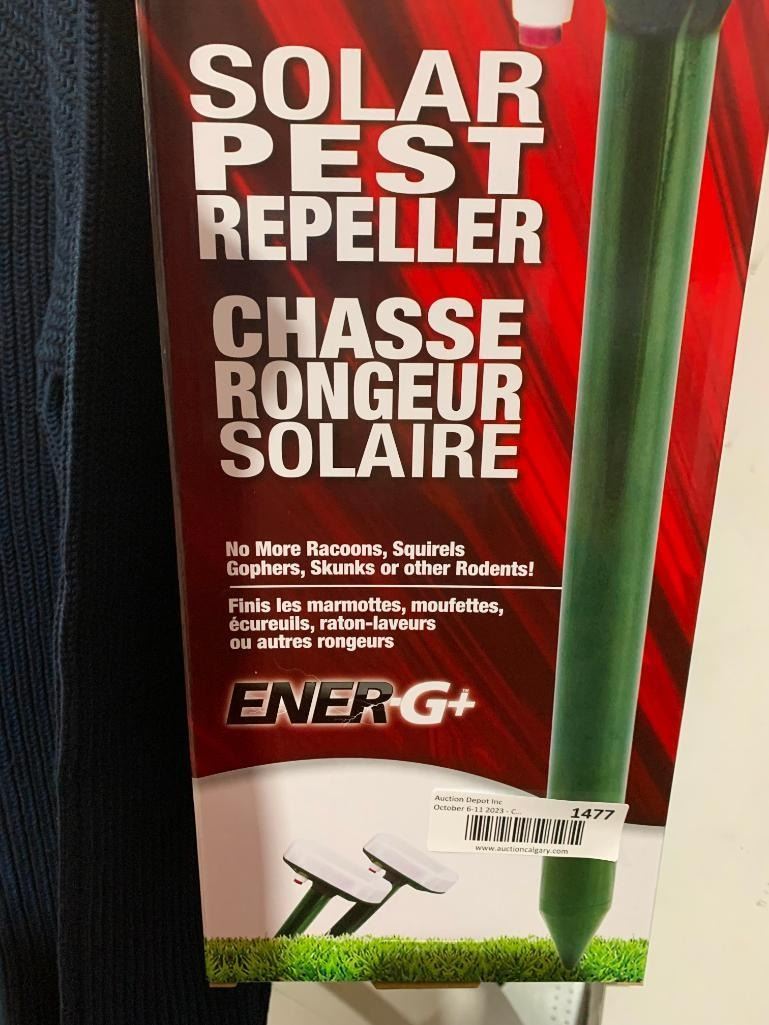 SOLAR
PEST
REPELLER
CHASSE
RONGEUR
SOLAIRE
No More Racoons, Squirels
Gophers, Skunks or other Rodents!
Finis les marmottes, moufettes,
écureuils, raton-laveurs
ou autres rongeurs
ENER-G+™
Auction Depot Inc
October 6-11 2023 - C...
1477
www.auctioncalgary.com